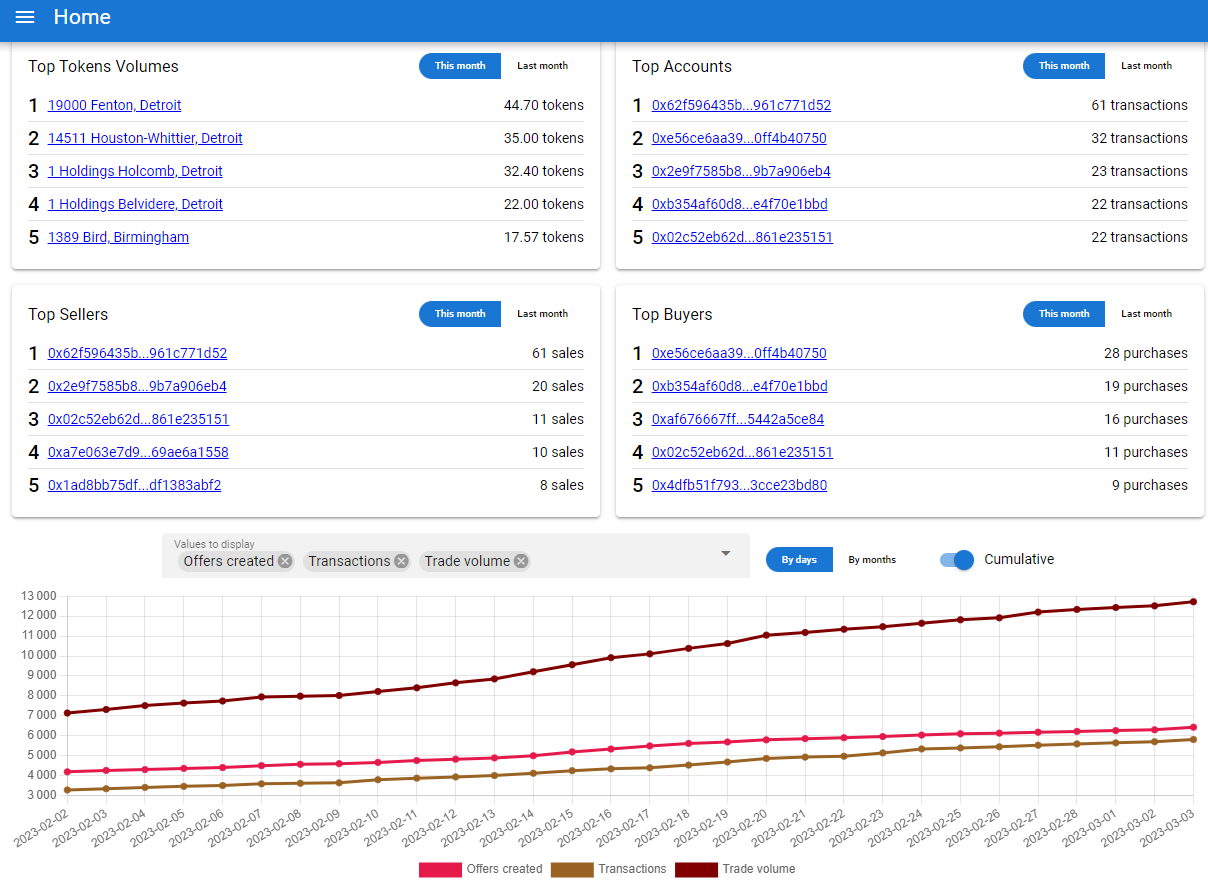 Home
Top Tokens Volumes This month Last month
1 19000 Fenton, Detroit 44.70 tokens
2 14511 Houston-Whittier, Detroit 35.00 tokens
3 1 Holdings Holcomb, Detroit 32.40 tokens
4 1 Holdings Belvidere, Detroit 22.00 tokens
5 1389 Bird, Birmingham 17.57 tokens
Top Accounts This month Last month
1 0x62f596435b...961c771d52 61 transactions
2 0xe56ce6aa39...0ff4b40750 32 transactions
3 0x2e9f7585b8...9b7a906eb4 23 transactions
4 0xb354af60d8...e4f70e1bbd 22 transactions
5 0x02c52eb62d...861e235151 22 transactions
Top Sellers This month Last month
1 0x62f596435b...961c771d52 61 sales
2 0x2e9f7585b8...9b7a906eb4 20 sales
3 0x02c52eb62d...861e235151 11 sales
4 0xa7e063e7d9...69ae6a1558 10 sales
5 0x1ad8bb75df...df1383abf2 8 sales
Top Buyers This month Last month
1 0xe56ce6aa39...0ff4b40750 28 purchases
2 0xb354af60d8...e4f70e1bbd 19 purchases
3 0xaf676667ff...5442a5ce84 16 purchases
4 0x02c52eb62d...861e235151 11 purchases
5 0x4dfb51f793...3cce23bd80 9 purchases
Values to display
Offers created Transactions Trade volume By days By months Cumulative
13 000
12 000
11 000
10 000
9 000
8 000
7 000
6 000
5 000
4 000
3 000
2023-02-02 2023-02-03 2023-02-04 2023-02-05 2023-02-06 2023-02-07 2023-02-08 2023-02-09 2023-02-10 2023-02-11 2023-02-12 2023-02-13 2023-02-14 2023-02-15 2023-02-16 2023-02-17 2023-02-18 2023-02-19 2023-02-20 2023-02-21 2023-02-22 2023-02-23 2023-02-24 2023-02-25 2023-02-26 2023-02-27 2023-02-28 2023-03-01 2023-03-02 2023-03-03
Offers created Transactions Trade volume